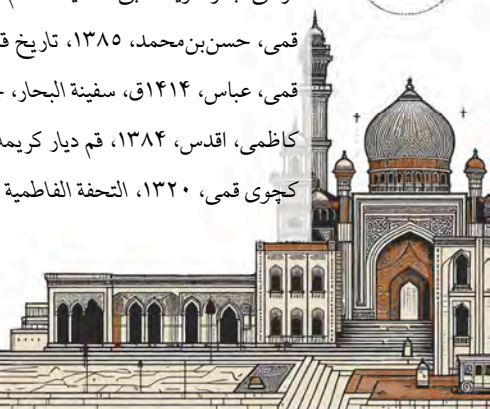 قمی، حسن‌بن‌محمد، ۱۳۸۵، تاریخ
قمی، عباس، ۱۴۱۴ق، سفینة البحار،
کاظمی، اقدس، ۱۳۸۴، قم دیار کریمه
کچوی قمی، ۱۳۲۰، التحفة الفاطمیة